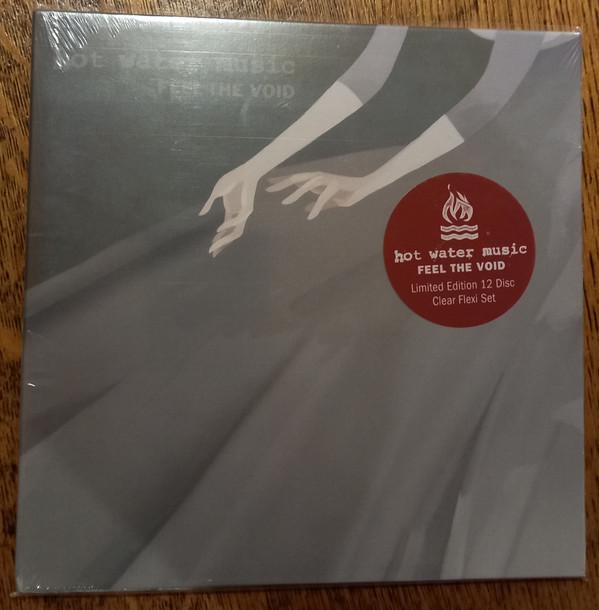 hot water music
FEEL THE VOID
hot water music
FEEL THE VOID
Limited Edition 12 Disc
Clear Flexi Set